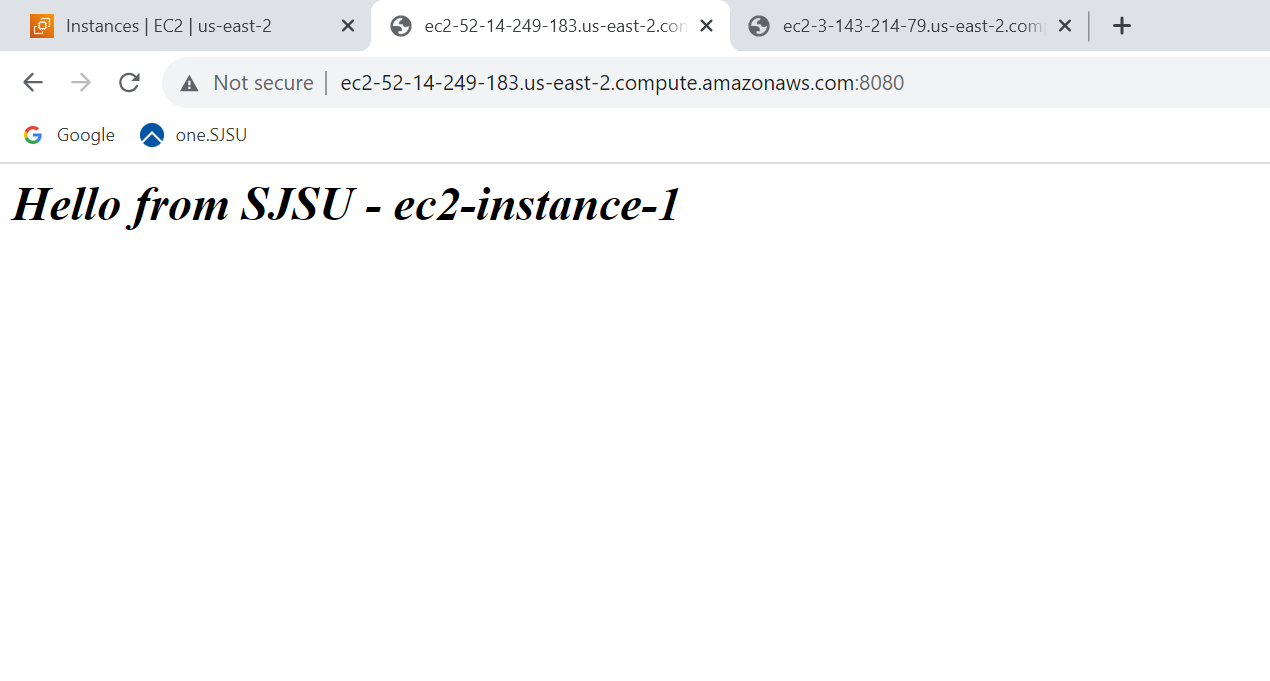 Instances | EC2 | us-east-2
ec2-52-14-249-183.us-east-2.con
ec2-3-143-214-79.us-east-2.com
Not secure
ec2-52-14-249-183.us-east-2.compute.amazonaws.com:8080
Google
one.SJSU
Hello from SJSU - ec2-instance-1